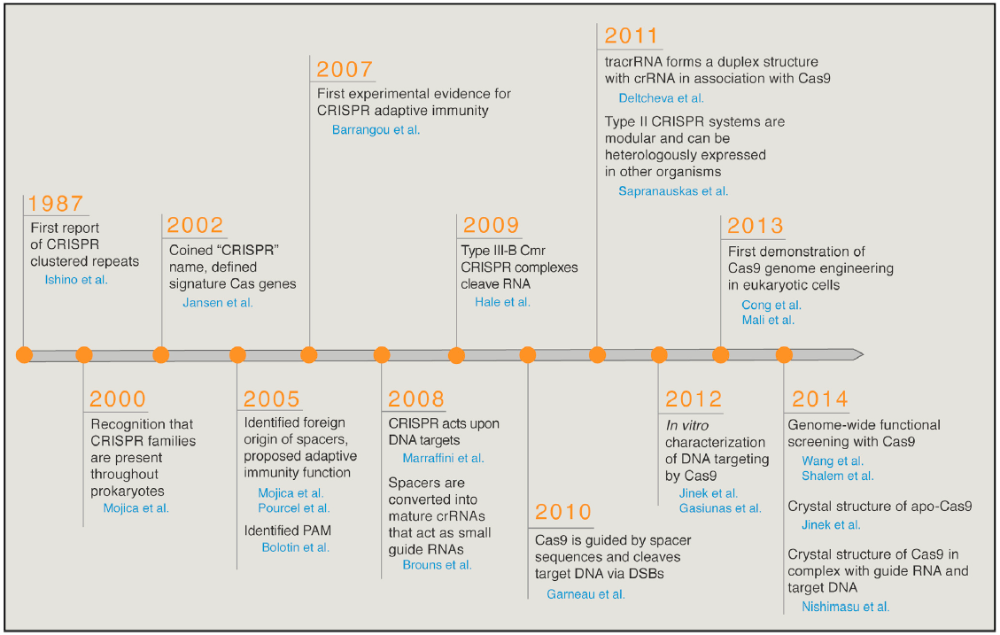 1987
First report
of CRISPR
clustered repeats
Ishino et al.
2000
Recognition that
CRISPR families
are present
throughout
prokaryotes
Mojica et al.
2002
Coined “CRISPR”
name, defined
signature Cas genes
Jansen et al.
2005
Identified foreign
origin of spacers,
proposed adaptive
immunity function
Mojica et al.
Pourcel et al.
Identified PAM
Bolotin et al.
2007
First experimental evidence for
CRISPR adaptive immunity
Barrangou et al.
2008
CRISPR acts upon
DNA targets
Marraffini et al.
Spacers are
converted into
mature crRNAs
that act as small
guide RNAs
Brouns et al.
2009
Type III-B Cmr
CRISPR complexes
cleave RNA
Hale et al.
2010
Cas9 is guided by spacer
sequences and cleaves
target DNA via DSBs
Garneau et al.
2011
tracrRNA forms a duplex structure
with crRNA in association with Cas9
Deltcheva et al.
Type II CRISPR systems are
modular and can be
heterologously expressed
in other organisms
Sapranauskas et al.
2012
In vitro
characterization
of DNA targeting
by Cas9
Jinek et al.
Gasiunas et al.
2013
First demonstration of
Cas9 genome engineering
in eukaryotic cells
Cong et al.
Mali et al.
2014
Genome-wide functional
screening with Cas9
Wang et al.
Shalem et al.
Crystal structure of apo-Cas9
Jinek et al.
Crystal structure of Cas9 in
complex with guide RNA and
target DNA
Nishimasu et al.